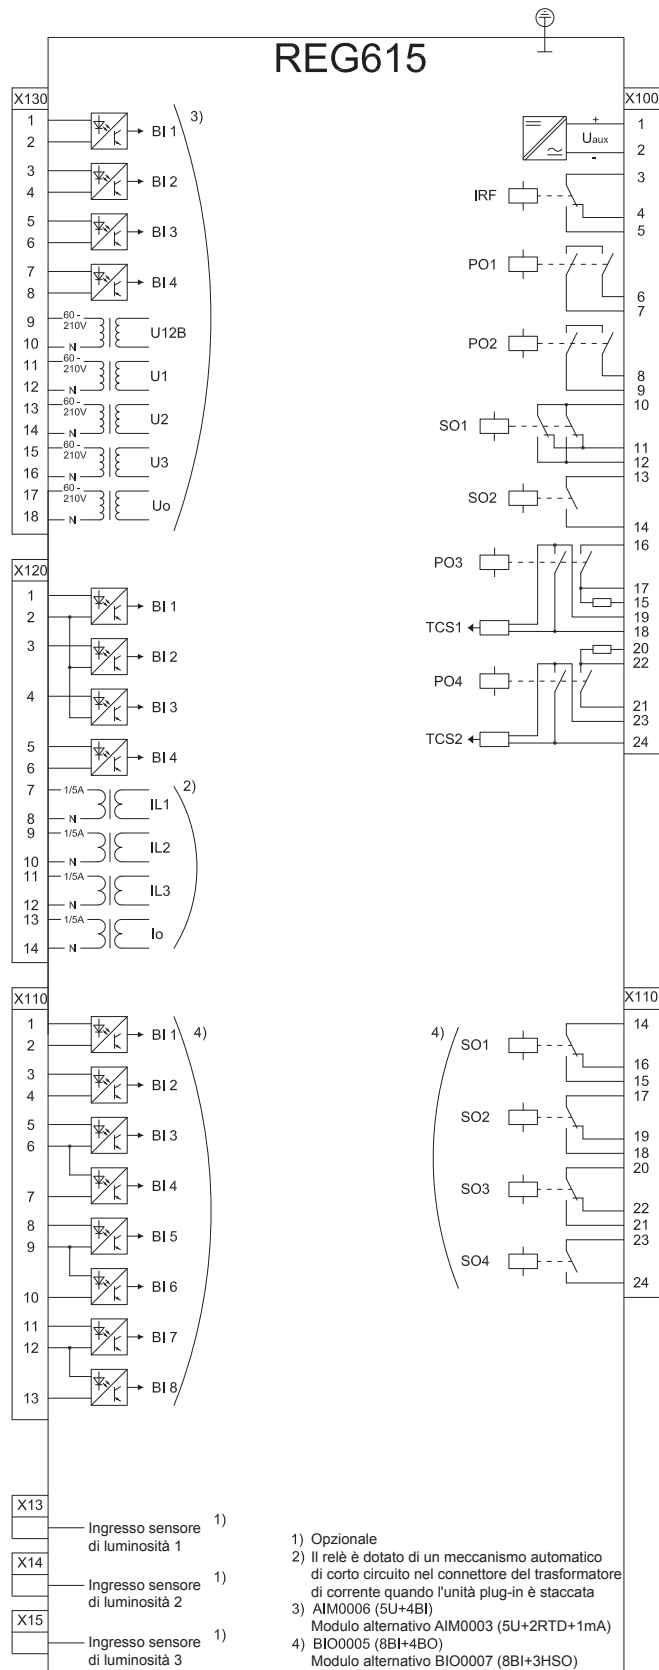 REG615
X130
1
2
BI 1
3)
3
4
BI 2
5
6
BI 3
7
8
BI 4
9
60 -
210V
10
N
U12B
11
60 -
210V
12
N
U1
13
60 -
210V
14
N
U2
15
60 -
210V
16
N
U3
17
60 -
210V
18
N
Uo
X120
1
2
BI 1
3
BI 2
4
BI 3
5
6
BI 4
7
1/5A
8
N
IL1
2)
9
1/5A
10
N
IL2
11
1/5A
12
N
IL3
13
1/5A
14
N
Io
X110
1
2
BI 1
4)
3
4
BI 2
5
6
BI 3
7
BI 4
8
9
BI 5
10
BI 6
11
12
BI 7
13
BI 8
X13
Ingresso sensore
di luminosità 1
1)
X14
Ingresso sensore
di luminosità 2
1)
X15
Ingresso sensore
di luminosità 3
1)
X100
+
Uaux
-
1
2
IRF
3
4
5
PO1
6
7
PO2
8
9
SO1
10
11
12
SO2
13
14
PO3
16
17
15
19
TCS1
18
20
22
PO4
21
23
TCS2
24
X110
4)
SO1
14
16
15
SO2
17
19
18
SO3
20
22
21
SO4
23
24
1) Opzionale
2) Il relè è dotato di un meccanismo automatico
di corto circuito nel connettore del trasformatore
di corrente quando l'unità plug-in è staccata
3) AIM0006 (5U+4BI)
Modulo alternativo AIM0003 (5U+2RTD+1mA)
4) BIO0005 (8BI+4BO)
Modulo alternativo BIO0007 (8BI+3HSO)